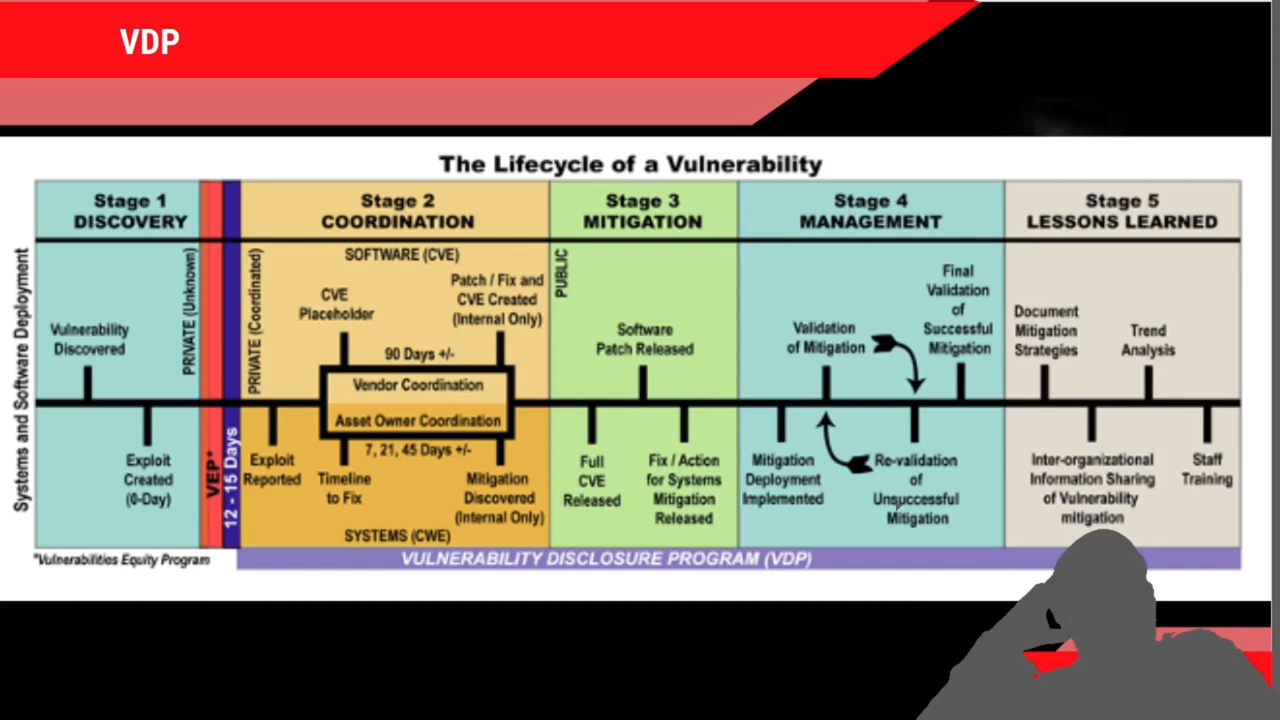 VDP
The Lifecycle of a Vulnerability
Stage 1
DISCOVERY
Stage 2
COORDINATION
Stage 3
MITIGATION
Stage 4
MANAGEMENT
Stage 5
LESSONS LEARNED
Systems and Software Deployment
Vulnerability
Discovered
Exploit
Created
(0-Day)
PRIVATE (Unknown)
VEP*
12 - 15 Days
PRIVATE (Coordinated)
SOFTWARE (CVE)
CVE
Placeholder
Patch / Fix and
CVE Created
(Internal Only)
90 Days +/-
Vendor Coordination
Asset Owner Coordination
7, 21, 45 Days +/-
Exploit
Reported
Timeline
to Fix
Mitigation
Discovered
(Internal Only)
SYSTEMS (CWE)
PUBLIC
Software
Patch Released
Full
CVE
Released
Fix / Action
for Systems
Mitigation
Released
Validation
of Mitigation
Final
Validation
of
Successful
Mitigation
Mitigation
Deployment
Implemented
Re-validation
of
Unsuccessful
Mitigation
Document
Mitigation
Strategies
Trend
Analysis
Inter-organizational
Information Sharing
of Vulnerability
mitigation
Staff
Training
*Vulnerabilities Equity Program
VULNERABILITY DISCLOSURE PROGRAM (VDP)